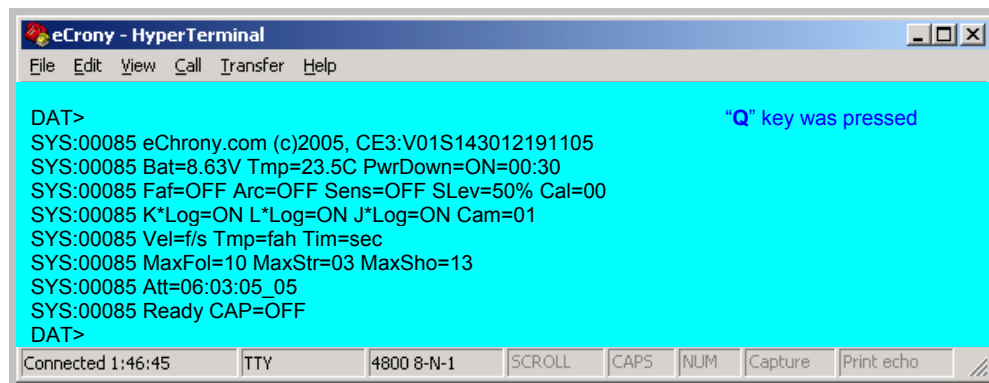 eCrony - HyperTerminal
File Edit View Call Transfer Help
DAT> “Q” key was pressed
SYS:00085 eChrony.com (c)2005, CE3:V01S143012191105
SYS:00085 Bat=8.63V Tmp=23.5C PwrDown=ON=00:30
SYS:00085 Faf=OFF Arc=OFF Sens=OFF SLev=50% Cal=00
SYS:00085 K*Log=ON L*Log=ON J*Log=ON Cam=01
SYS:00085 Vel=f/s Tmp=fah Tim=sec
SYS:00085 MaxFol=10 MaxStr=03 MaxSho=13
SYS:00085 Att=06:03:05_05
SYS:00085 Ready CAP=OFF
DAT>
Connected 1:46:45 TTY 4800 8-N-1 SCROLL CAPS NUM Capture Print echo